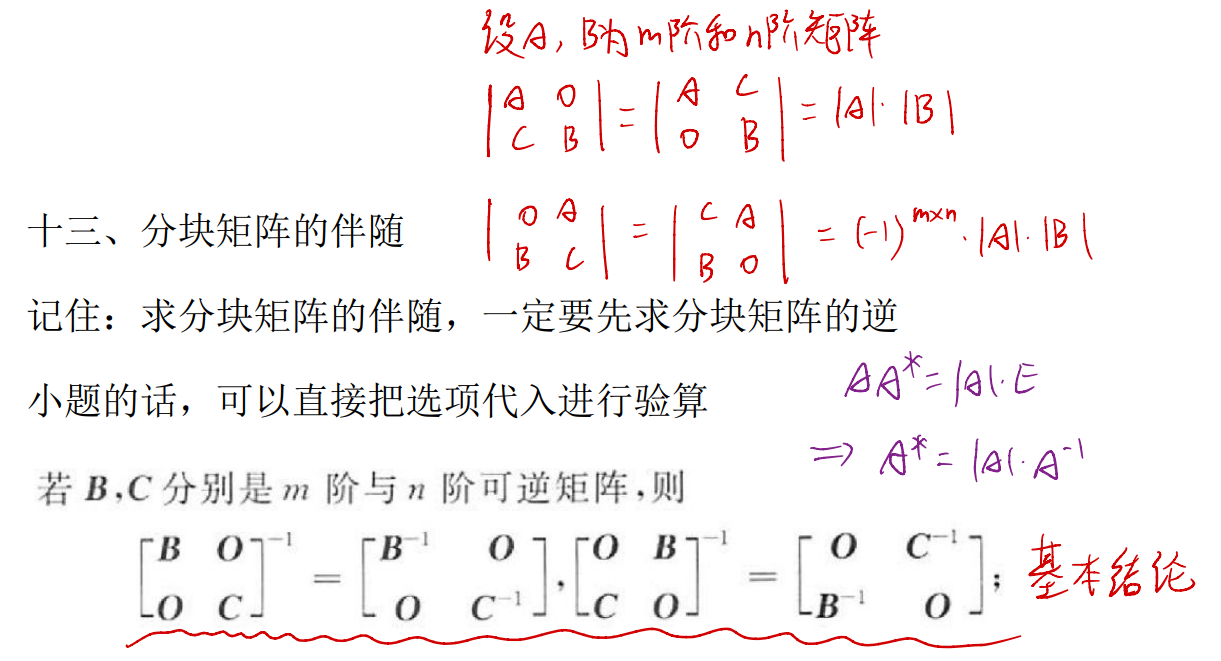 设A, B为m阶和n阶矩阵
|A O; C B| = |A C; O B| = |A|·|B|
十三、分块矩阵的伴随
|O A; B C| = |C A; B O| = (-1)^{m×n}·|A|·|B|
记住：求分块矩阵的伴随，一定要先求分块矩阵的逆
小题的话，可以直接把选项代入进行验算
AA* = |A|·E
⇒ A* = |A|·A⁻¹
若 B,C 分别是 m 阶与 n 阶可逆矩阵,则
[B O; O C]⁻¹ = [B⁻¹ O; O C⁻¹], [O B; C O]⁻¹ = [O C⁻¹; B⁻¹ O]; 基本结论